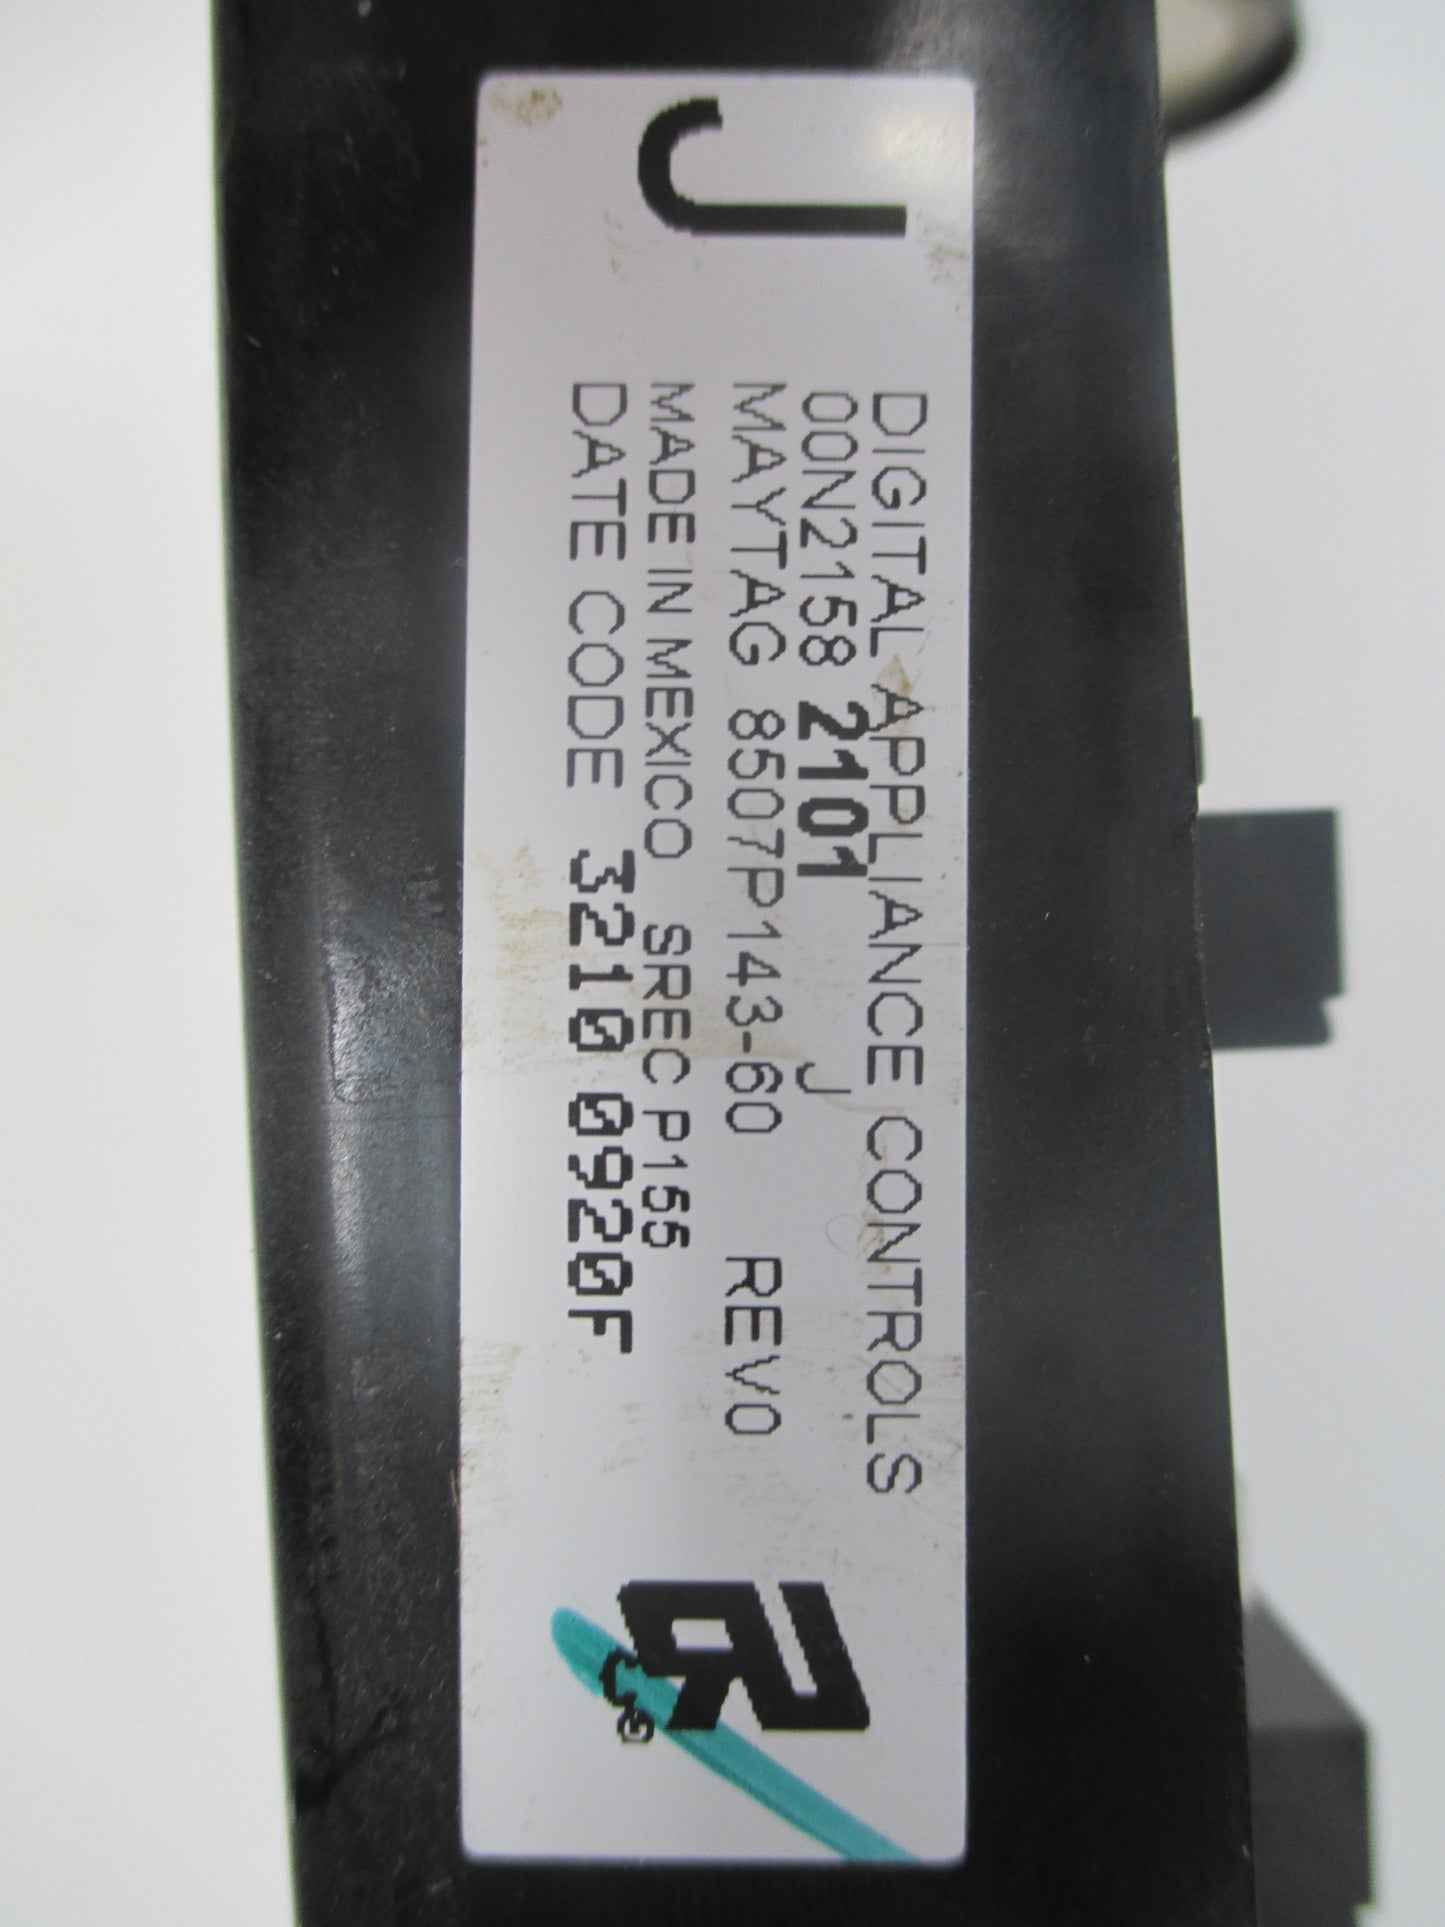 J
DIGITAL APPLIANCE CONTROLS
00N2158 2101 J
MAYTAG 8507P143-60 REV0
MADE IN MEXICO SREC P155
DATE CODE 3210 0920F